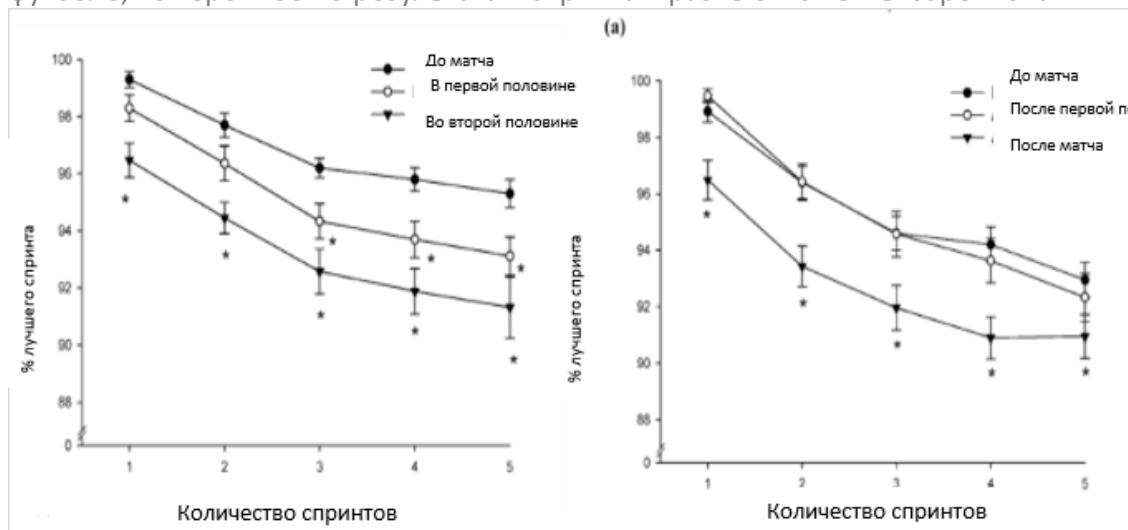 (a)
100
До матча
В первой половине
Во второй половине
98
96
94
92
90
88
0
% лучшего спринта
* * * * *
* * *
1 2 3 4 5
Количество спринтов
100
До матча
После первой п
После матча
98
96
94
92
90
88
0
% лучшего спринта
* * * * *
1 2 3 4 5
Количество спринтов